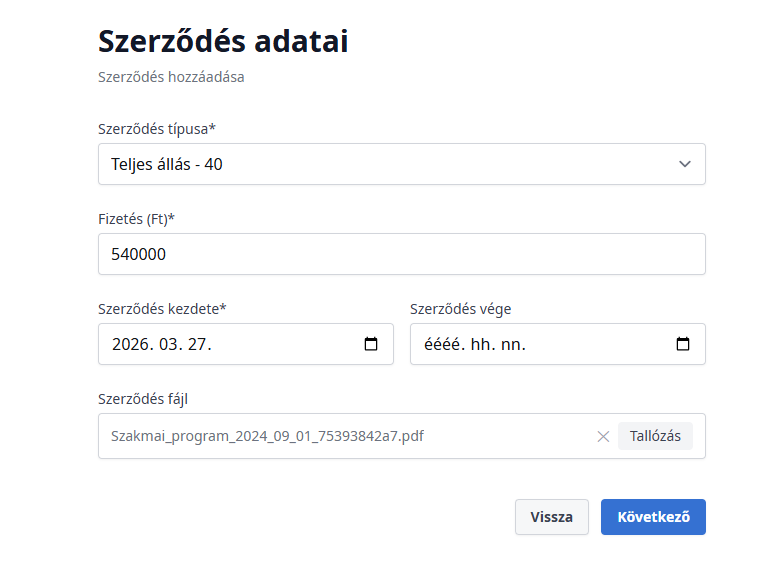 Szerződés adatai
Szerződés hozzáadása
Szerződés típusa*
Teljes állás - 40
Fizetés (Ft)*
540000
Szerződés kezdete* Szerződés vége
2026. 03. 27. éééé. hh. nn.
Szerződés fájl
Szakmai_program_2024_09_01_75393842a7.pdf Tallózás
Vissza Következő